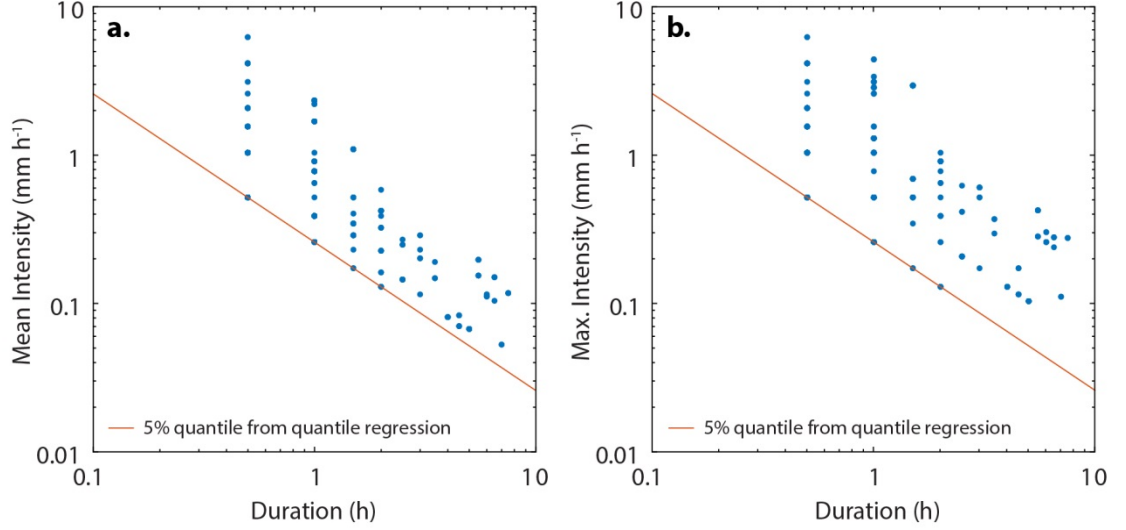 a.
10
1
0.1
0.01
Mean Intensity (mm h⁻¹)
5% quantile from quantile regression
0.1
1
10
Duration (h)
b.
10
1
0.1
0.01
Max. Intensity (mm h⁻¹)
5% quantile from quantile regression
0.1
1
10
Duration (h)